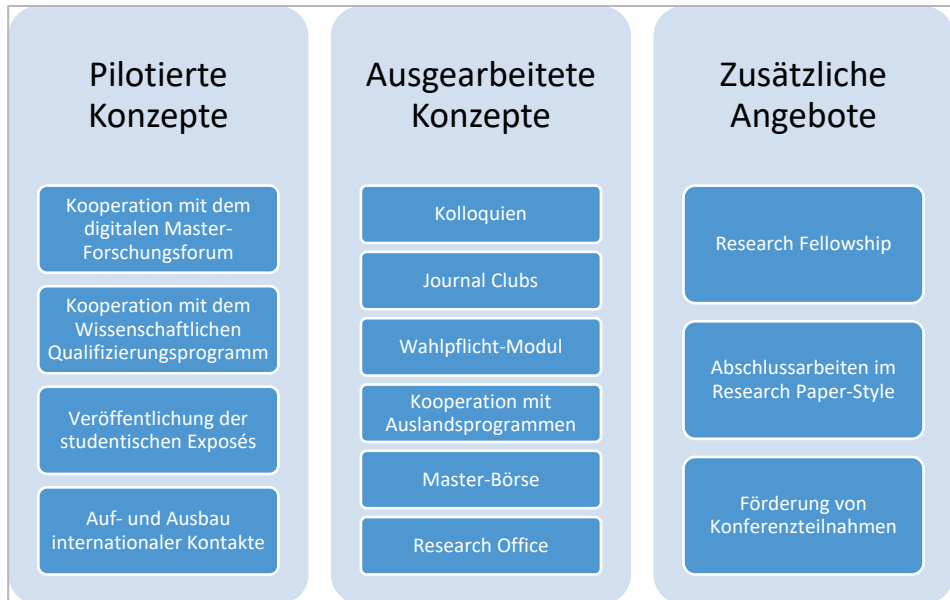 Pilotierte
Konzepte
Kooperation mit dem
digitalen Master-
Forschungsforum
Kooperation mit dem
Wissenschaftlichen
Qualifizierungsprogramm
Veröffentlichung der
studentischen Exposés
Auf- und Ausbau
internationaler Kontakte
Ausgearbeitete
Konzepte
Kolloquien
Journal Clubs
Wahlpflicht-Modul
Kooperation mit
Auslandsprogrammen
Master-Börse
Research Office
Zusätzliche
Angebote
Research Fellowship
Abschlussarbeiten im
Research Paper-Style
Förderung von
Konferenzteilnahmen